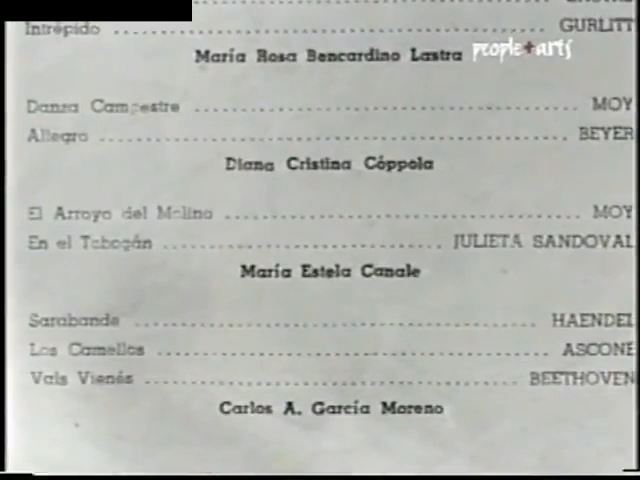 Intrépido ........ GURLITT
María Rosa Bencardino Lastra
people+arts
Danza Campestre ........ MOY
Allegro ........ BEYER
Diana Cristina Cóppola
El Arroyo del Molino ........ MOY
En el Tobogán ........ JULIETA SANDOVAL
María Estela Canale
Sarabande ........ HAENDEL
Los Camellos ........ ASCONE
Vals Vienés ........ BEETHOVEN
Carlos A. García Moreno